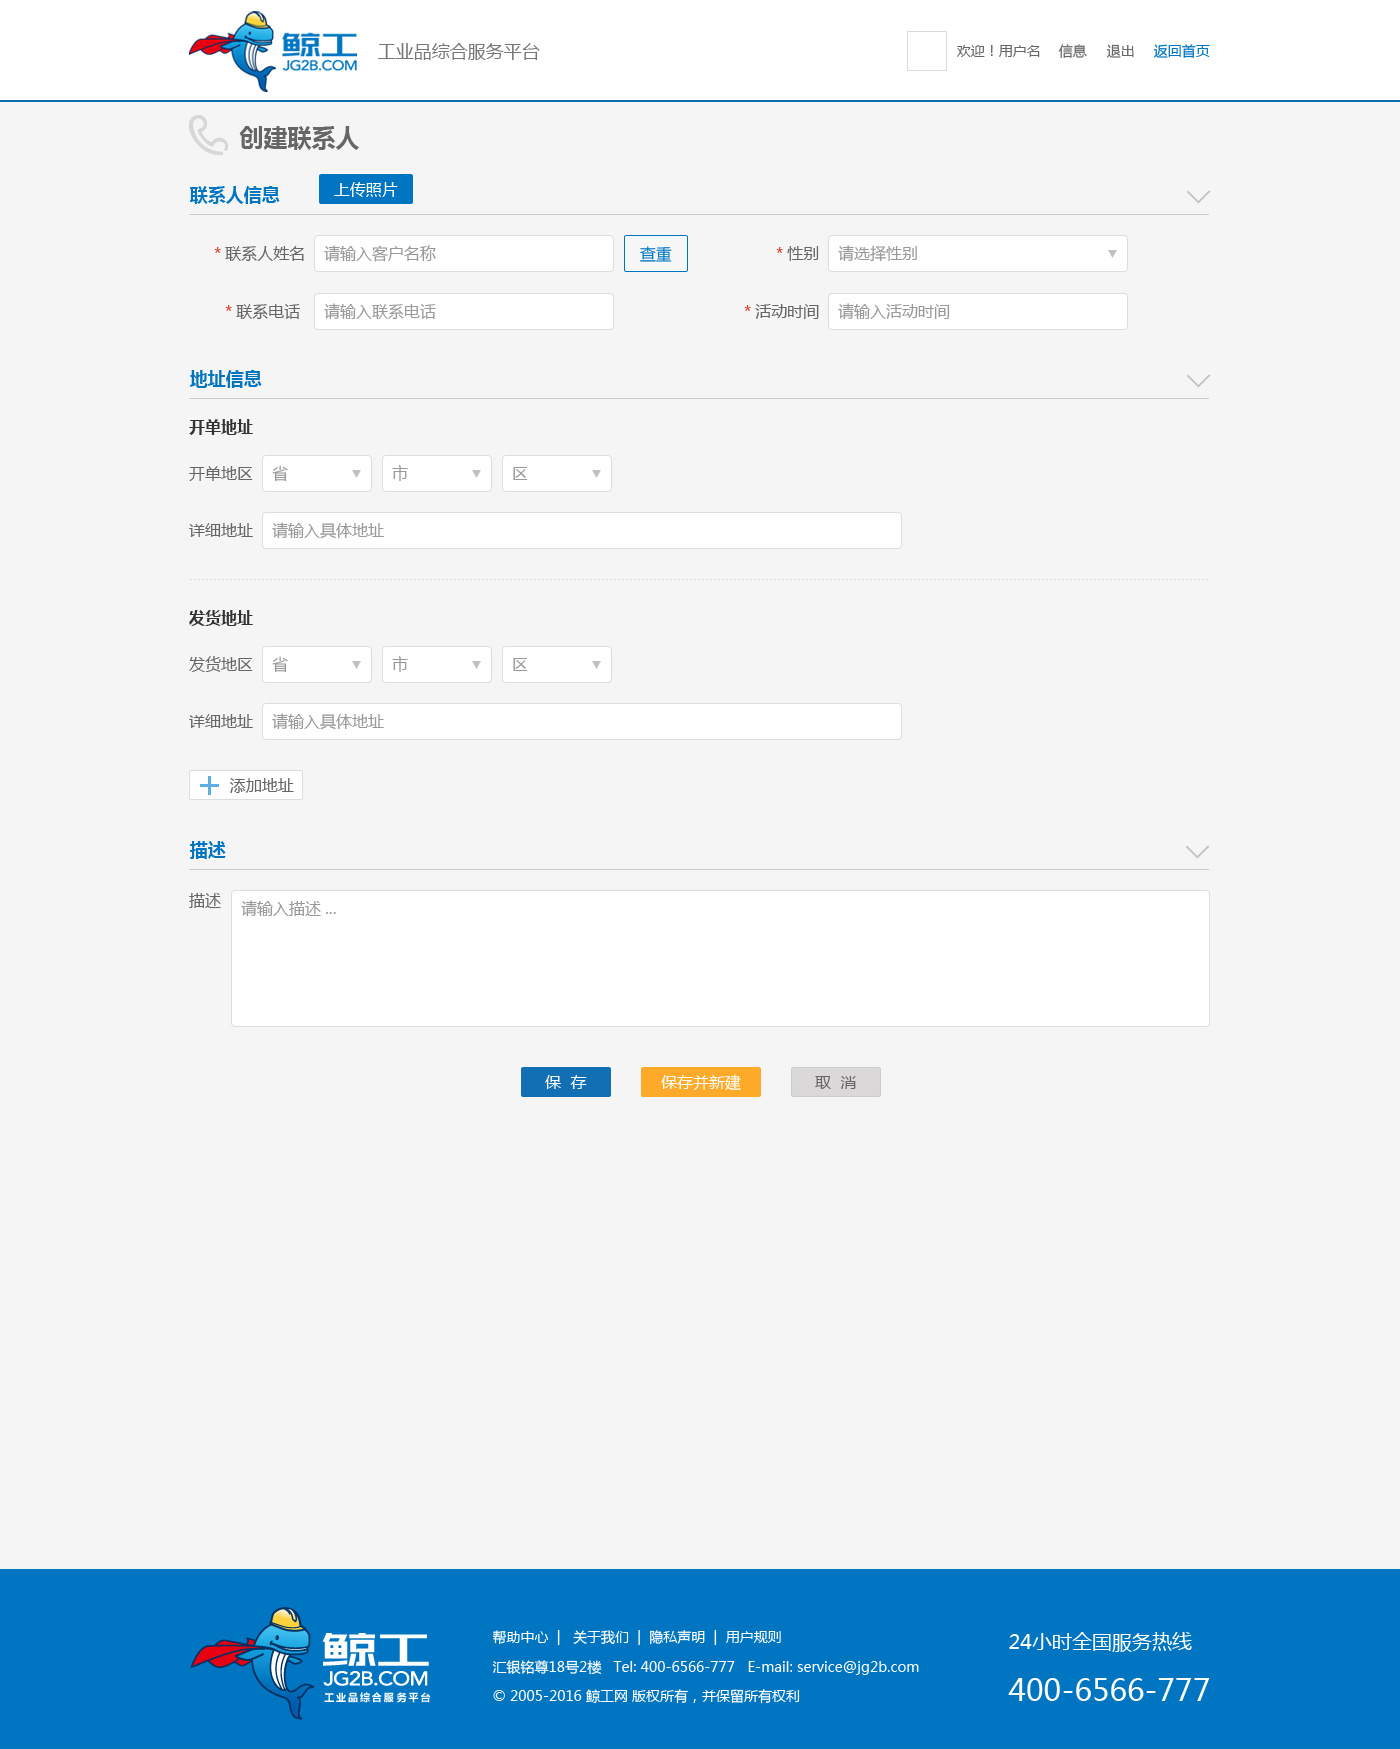 鲸工
JG2B.COM
工业品综合服务平台
欢迎！用户名 信息 退出 返回首页
创建联系人
联系人信息 上传照片
* 联系人姓名 请输入客户名称 查重 * 性别 请选择性别
* 联系电话 请输入联系电话 * 活动时间 请输入活动时间
地址信息
开单地址
开单地区 省 市 区
详细地址 请输入具体地址
发货地址
发货地区 省 市 区
详细地址 请输入具体地址
添加地址
描述
描述 请输入描述 ...
保 存 保存并新建 取 消
鲸工
JG2B.COM
工业品综合服务平台
帮助中心 | 关于我们 | 隐私声明 | 用户规则
汇银铭尊18号2楼 Tel: 400-6566-777 E-mail: service@jg2b.com
© 2005-2016 鲸工网 版权所有，并保留所有权利
24小时全国服务热线
400-6566-777